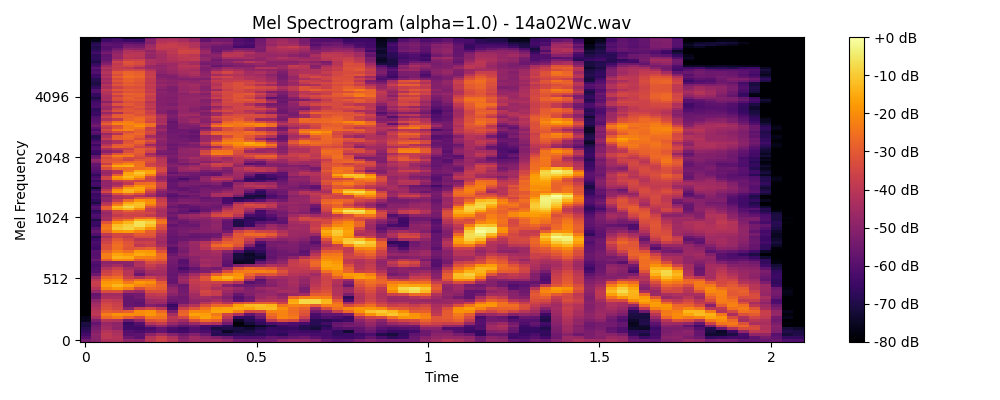 Mel Spectrogram (alpha=1.0) - 14a02Wc.wav
Mel Frequency
4096
2048
1024
512
0
0
0.5
1
1.5
2
Time
+0 dB
-10 dB
-20 dB
-30 dB
-40 dB
-50 dB
-60 dB
-70 dB
-80 dB